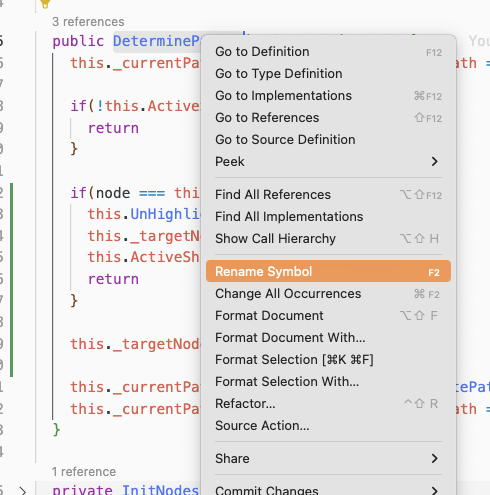 3 references
public DetermineP You
this._currentPa ath =
if(!this.Active
return
}
if(node === thi
this.UnHighli
this._targetNo
this.ActiveSh
return
}
this._targetNode
this._currentPa tePat
this._currentPa ath =
}
1 reference
private InitNodes
Go to Definition F12
Go to Type Definition
Go to Implementations ⌘F12
Go to References ⇧F12
Go to Source Definition
Peek
Find All References ⌥⇧F12
Find All Implementations
Show Call Hierarchy ⌥⇧ H
Rename Symbol F2
Change All Occurrences ⌘ F2
Format Document ⌥⇧ F
Format Document With...
Format Selection [⌘K ⌘F]
Format Selection With...
Refactor... ^⇧ R
Source Action...
Share
Commit Changes